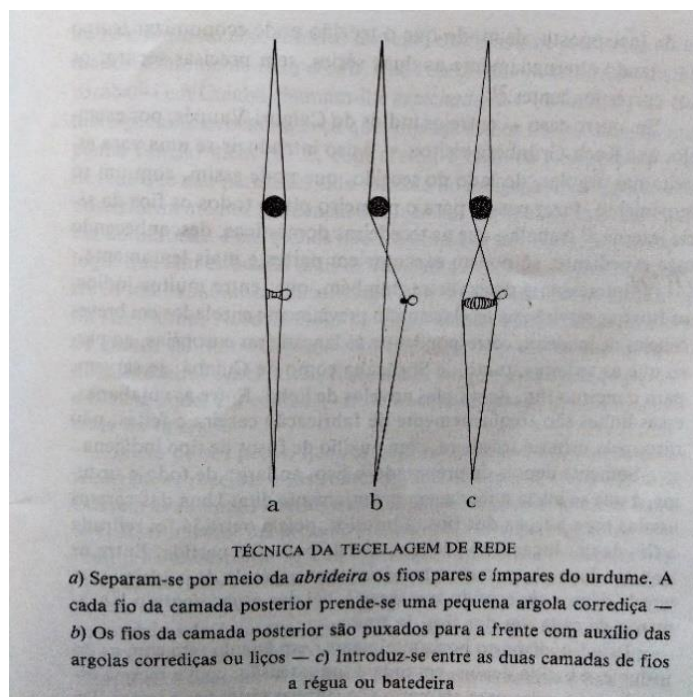 a b c
TÉCNICA DA TECELAGEM DE REDE
a) Separam-se por meio da abrideira os fios pares e ímpares do urdume. A
cada fio da camada posterior prende-se uma pequena argola corrediça —
b) Os fios da camada posterior são puxados para a frente com auxílio das
argolas corrediças ou liços — c) Introduz-se entre as duas camadas de fios
a régua ou batedeira